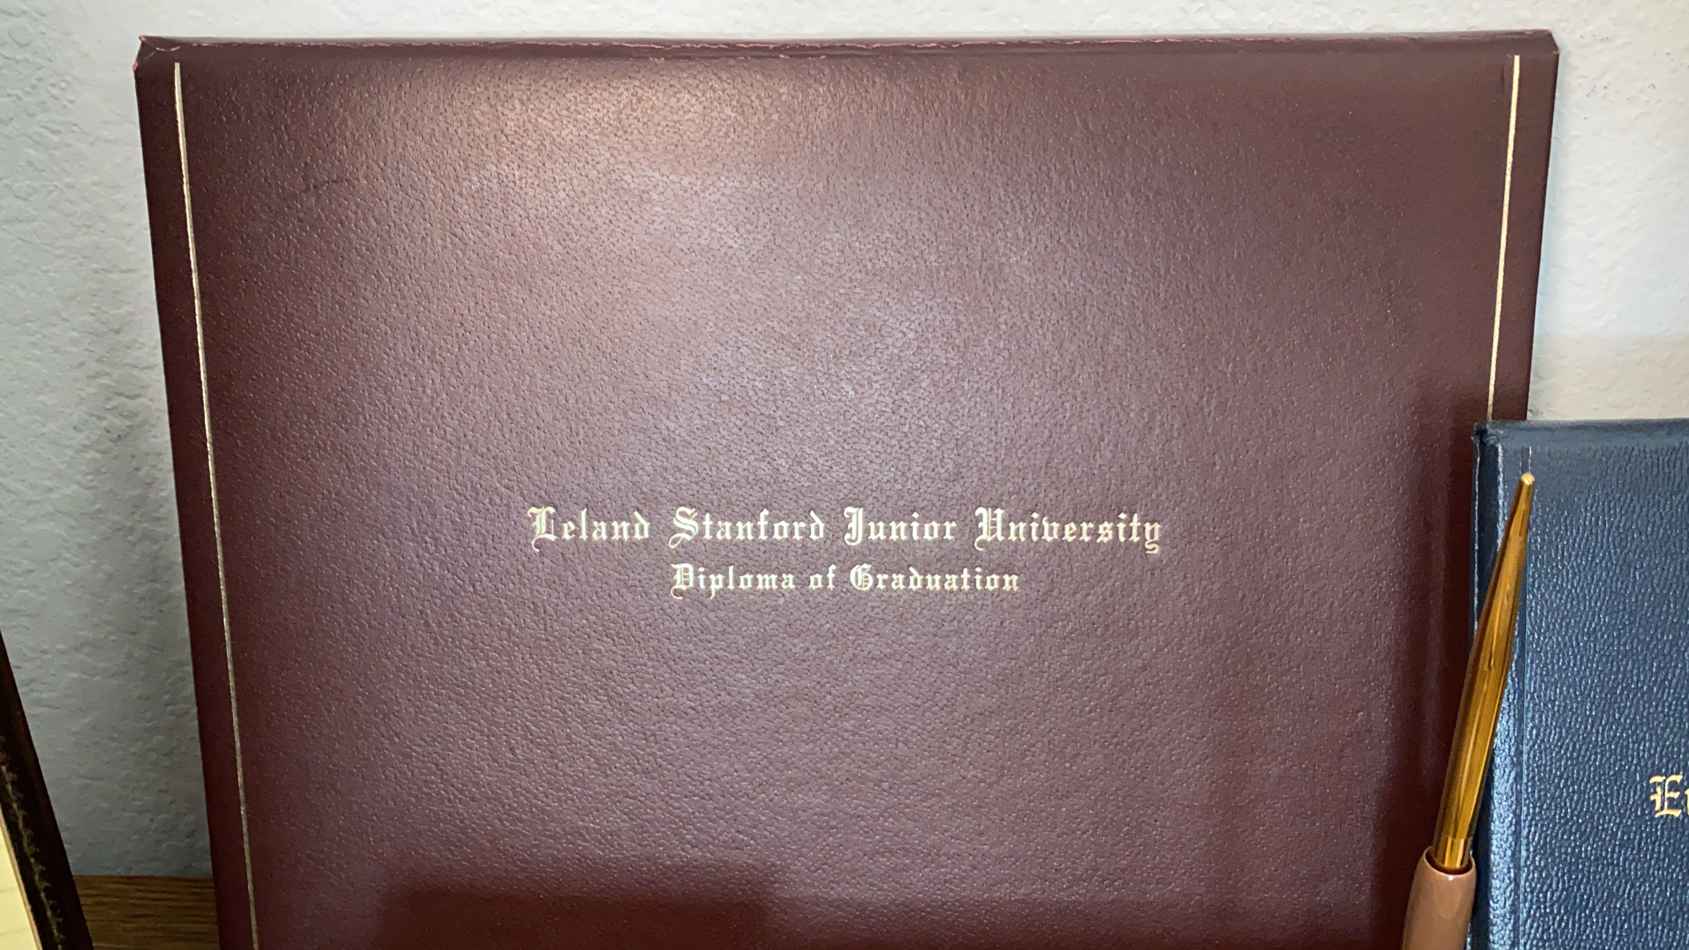 Leland Stanford Junior University
Diploma of Graduation